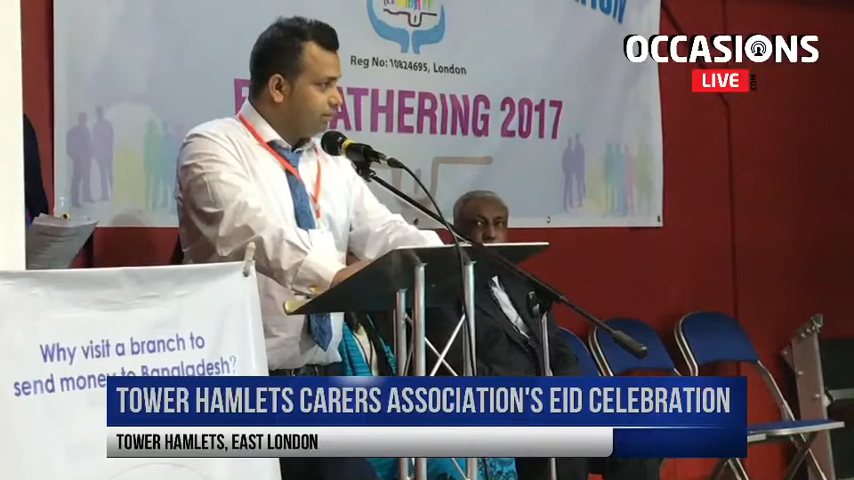 OCCASIONS
LIVE
Reg No: 10824695, London
GATHERING 2017
Why visit a branch to
send money to Bangladesh?
TOWER HAMLETS CARERS ASSOCIATION'S EID CELEBRATION
TOWER HAMLETS, EAST LONDON